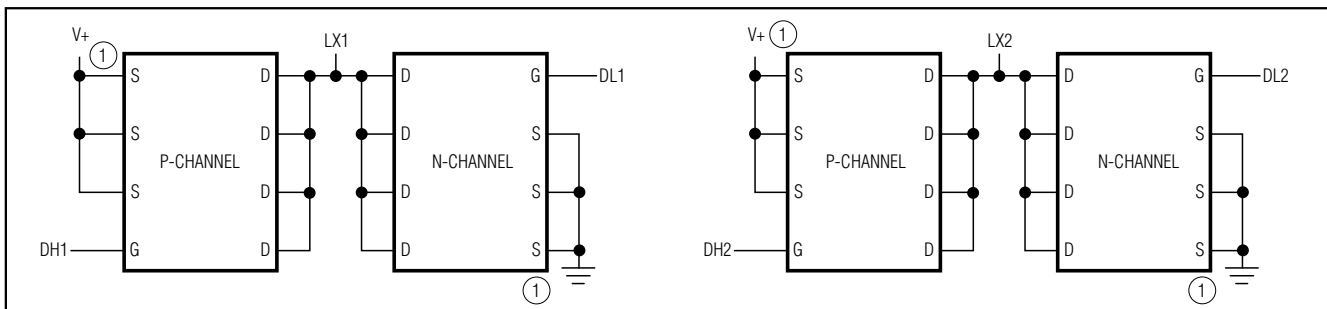 V+ ① LX1
S D D G DL1
S D D S
P-CHANNEL N-CHANNEL
S D D S
DH1 G D D S
①
V+ ① LX2
S D D G DL2
S D D S
P-CHANNEL N-CHANNEL
S D D S
DH2 G D D S
①